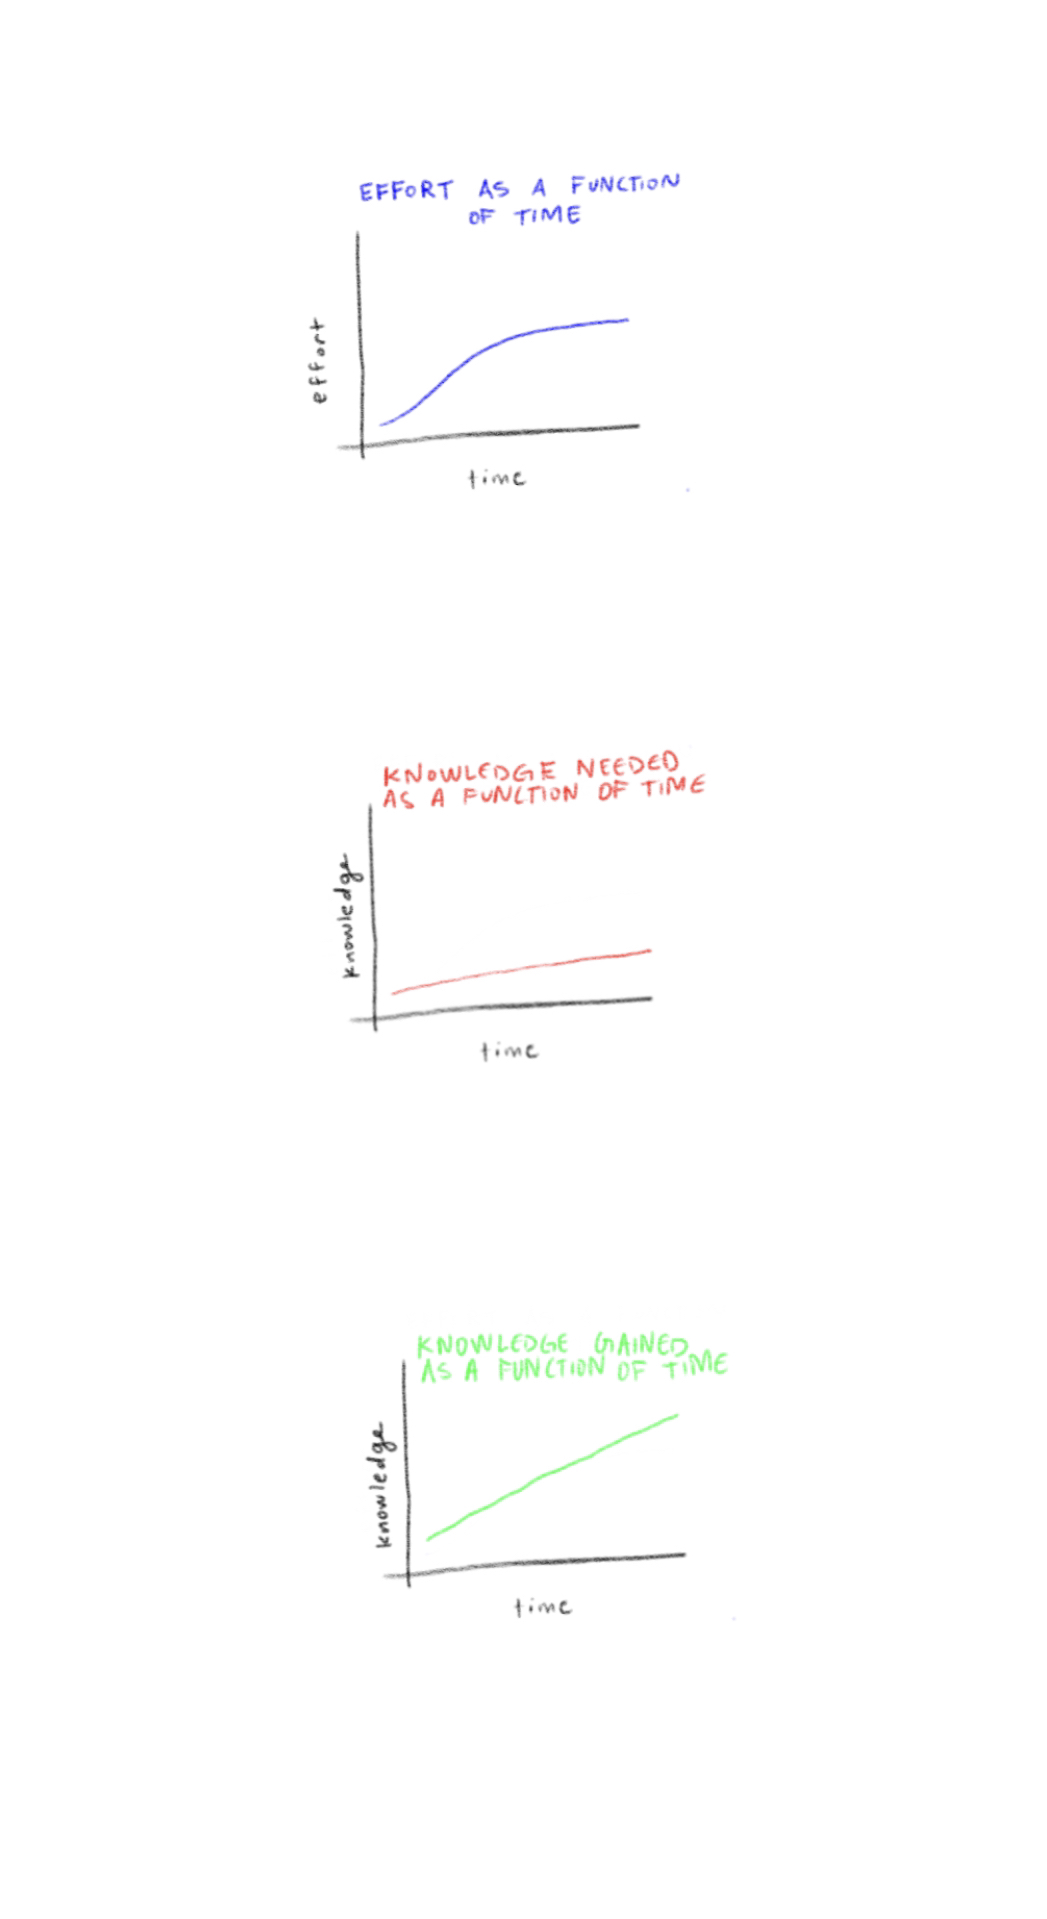 EFFORT AS A FUNCTION
OF TIME
effort
time
KNOWLEDGE NEEDED
AS A FUNCTION OF TIME
knowledge
time
KNOWLEDGE GAINED
AS A FUNCTION OF TIME
knowledge
time